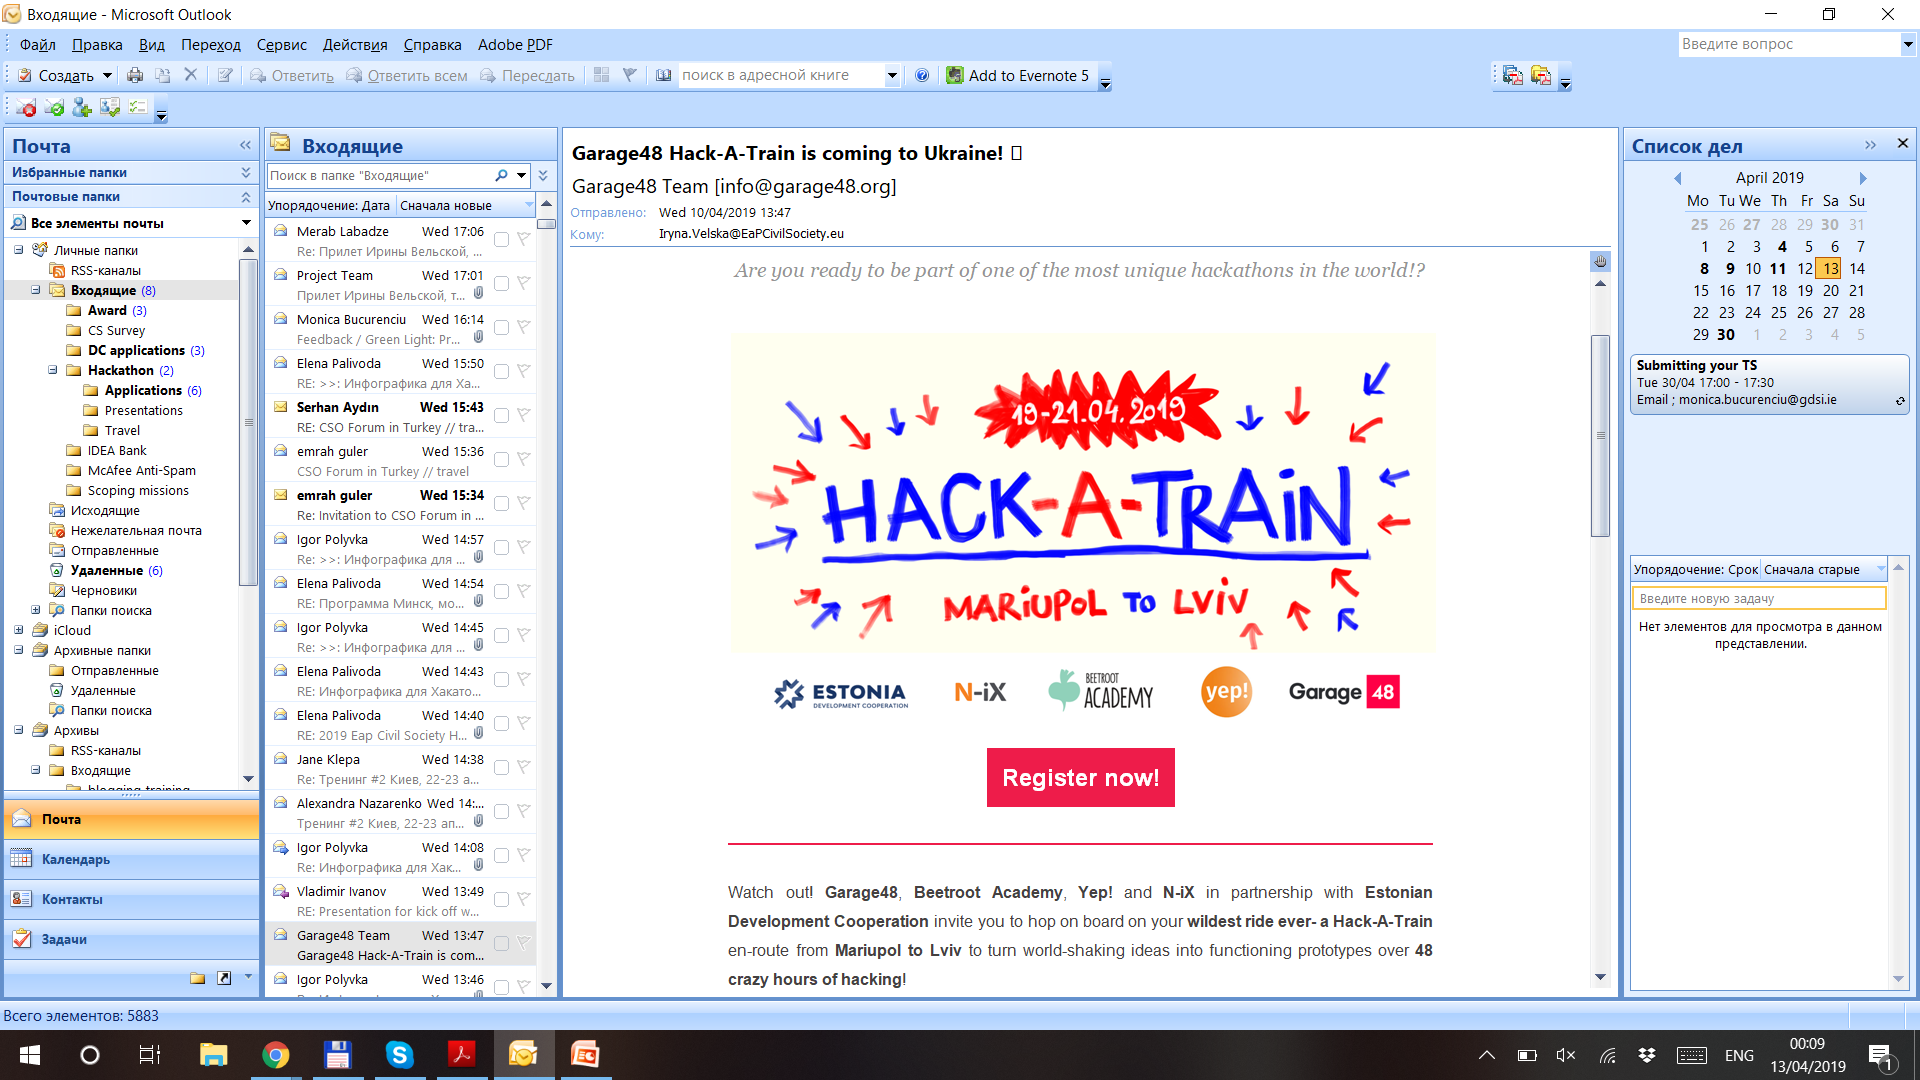 Входящие - Microsoft Outlook
Файл Правка Вид Переход Сервис Действия Справка Adobe PDF
Введите вопрос
Создать Ответить Ответить всем Переслать поиск в адресной книге Add to Evernote 5
Почта
Избранные папки
Почтовые папки
Все элементы почты
Личные папки
RSS-каналы
Входящие (8)
Award (3)
CS Survey
DC applications (3)
Hackathon (2)
Applications (6)
Presentations
Travel
IDEA Bank
McAfee Anti-Spam
Scoping missions
Исходящие
Нежелательная почта
Отправленные
Удаленные (6)
Черновики
Папки поиска
iCloud
Архивные папки
Отправленные
Удаленные
Папки поиска
Архивы
RSS-каналы
Входящие
blogging training
Почта
Календарь
Контакты
Задачи
Входящие
Поиск в папке "Входящие"
Упорядочение: Дата Сначала новые
Merab Labadze Wed 17:06
Re: Прилет Ирины Вельской, ...
Project Team Wed 17:01
Прилет Ирины Вельской, т...
Monica Bucurenciu Wed 16:14
Feedback / Green Light: Pr...
Elena Palivoda Wed 15:50
RE: >>: Инфографика для Ха...
Serhan Aydın Wed 15:43
RE: CSO Forum in Turkey // tra...
emrah guler Wed 15:36
CSO Forum in Turkey // travel
emrah guler Wed 15:34
Re: Invitation to CSO Forum in ...
Igor Polyvka Wed 14:57
Re: >>: Инфографика для ...
Elena Palivoda Wed 14:54
RE: Программа Минск, мо...
Igor Polyvka Wed 14:45
Re: >>: Инфографика для ...
Elena Palivoda Wed 14:43
RE: Инфографика для Хакато...
Elena Palivoda Wed 14:40
RE: 2019 Eap Civil Society H...
Jane Klepa Wed 14:38
Re: Тренинг #2 Киев, 22-23 а...
Alexandra Nazarenko Wed 14:...
Тренинг #2 Киев, 22-23 ап...
Igor Polyvka Wed 14:08
Re: Инфографика для Хак...
Vladimir Ivanov Wed 13:49
RE: Presentation for kick off w...
Garage48 Team Wed 13:47
Garage48 Hack-A-Train is com...
Igor Polyvka Wed 13:46
Garage48 Hack-A-Train is coming to Ukraine!
Garage48 Team [info@garage48.org]
Отправлено: Wed 10/04/2019 13:47
Кому: Iryna.Velska@EaPCivilSociety.eu
Are you ready to be part of one of the most unique hackathons in the world!?
19-21.04.2019
HACK-A-TRAiN
MARiUPOL TO LViV
ESTONIA
DEVELOPMENT COOPERATION
N-iX
BEETROOT
ACADEMY
yep!
Garage 48
Register now!
Watch out! Garage48, Beetroot Academy, Yep! and N-iX in partnership with Estonian
Development Cooperation invite you to hop on board on your wildest ride ever- a Hack-A-Train
en-route from Mariupol to Lviv to turn world-shaking ideas into functioning prototypes over 48
crazy hours of hacking!
Список дел
April 2019
Mo Tu We Th Fr Sa Su
25 26 27 28 29 30 31
1 2 3 4 5 6 7
8 9 10 11 12 13 14
15 16 17 18 19 20 21
22 23 24 25 26 27 28
29 30 1 2 3 4 5
Submitting your TS
Tue 30/04 17:00 - 17:30
Email ; monica.bucurenciu@gdsi.ie
Упорядочение: Срок Сначала старые
Введите новую задачу
Нет элементов для просмотра в данном
представлении.
Всего элементов: 5883
ENG
00:09
13/04/2019
1